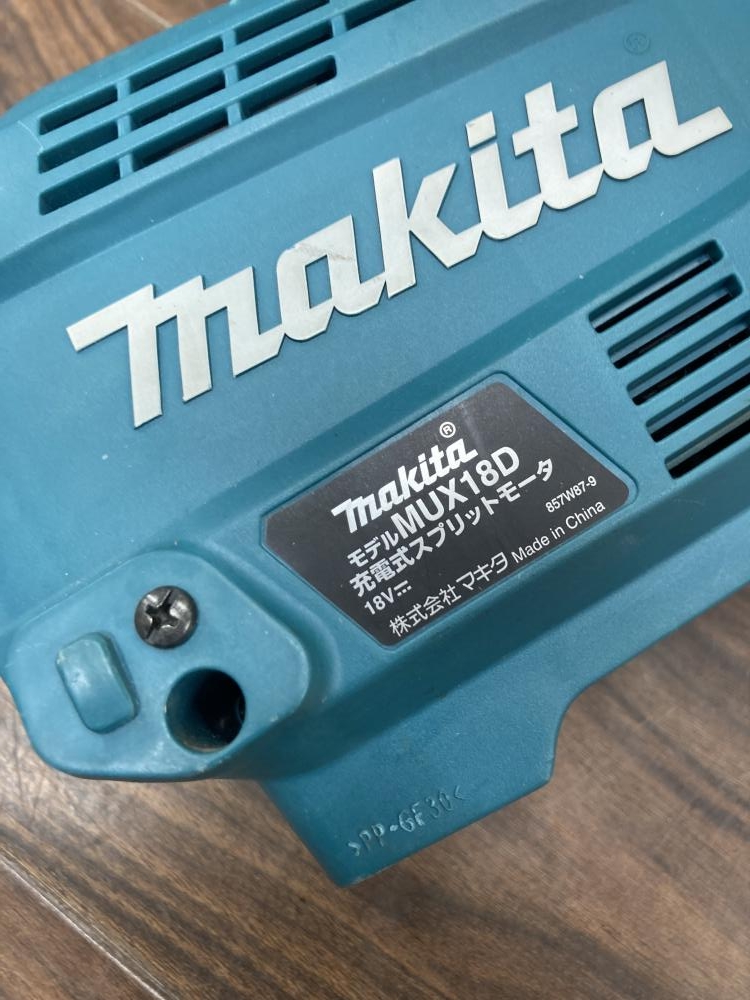 makita
makita®
モデルMUX18D
充電式スプリットモータ
18V⎓ 857W87-9
株式会社マキタ Made in China
>PP-GF30<